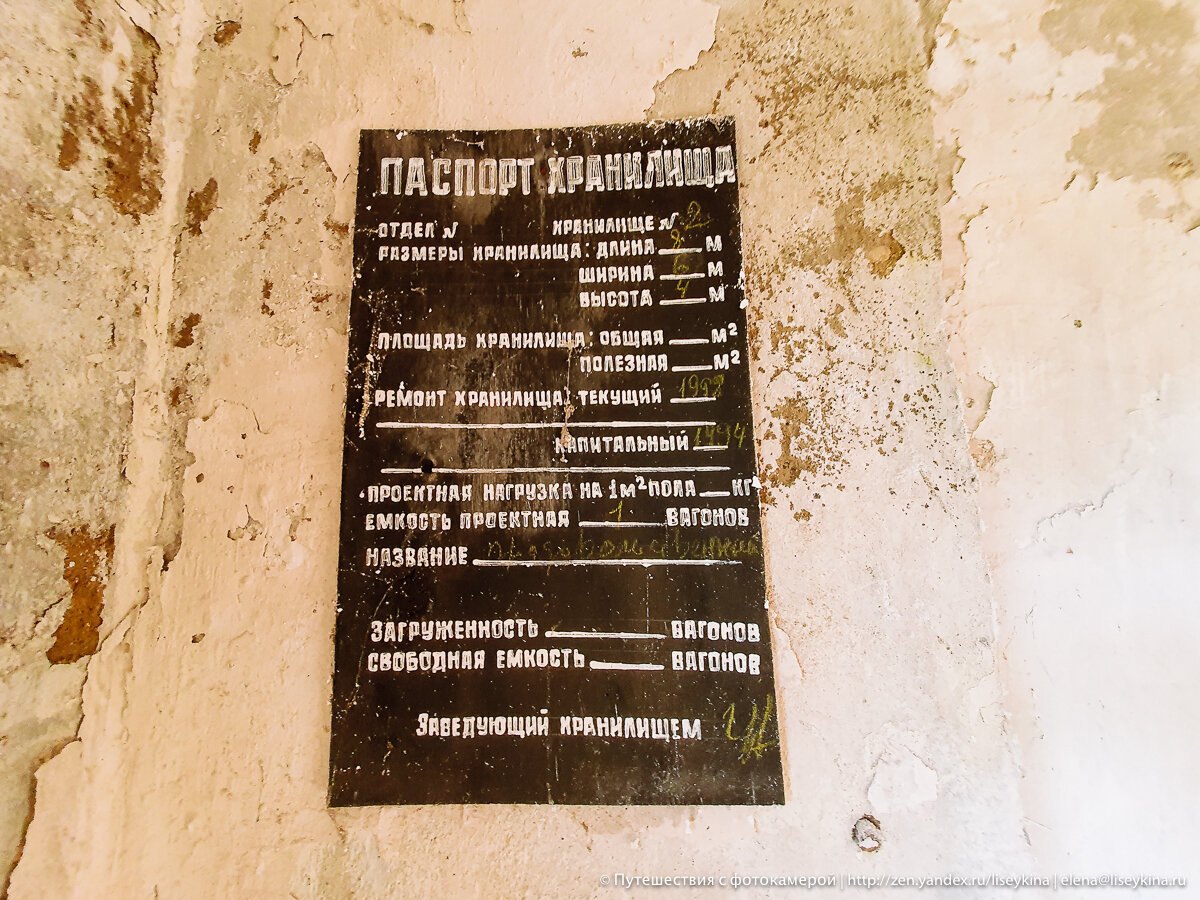 ПАСПОРТ ХРАНИЛИЩА
ОТДЕЛ № ХРАНИЛИЩЕ № 2
РАЗМЕРЫ ХРАНИЛИЩА: ДЛИНА 8 М
ШИРИНА 6 М
ВЫСОТА 4 М
ПЛОЩАДЬ ХРАНИЛИЩА: ОБЩАЯ М²
ПОЛЕЗНАЯ М²
РЕМОНТ ХРАНИЛИЩА: ТЕКУЩИЙ
КАПИТАЛЬНЫЙ 1994
ПРОЕКТНАЯ НАГРУЗКА НА 1М² ПОЛА КГ
ЕМКОСТЬ ПРОЕКТНАЯ 1 ВАГОНОВ
НАЗВАНИЕ
ЗАГРУЖЕННОСТЬ ВАГОНОВ
СВОБОДНАЯ ЕМКОСТЬ ВАГОНОВ
ЗАВЕДУЮЩИЙ ХРАНИЛИЩЕМ
© Путешествия с фотокамерой | http://zen.yandex.ru/liseykina | elena@liseykina.ru